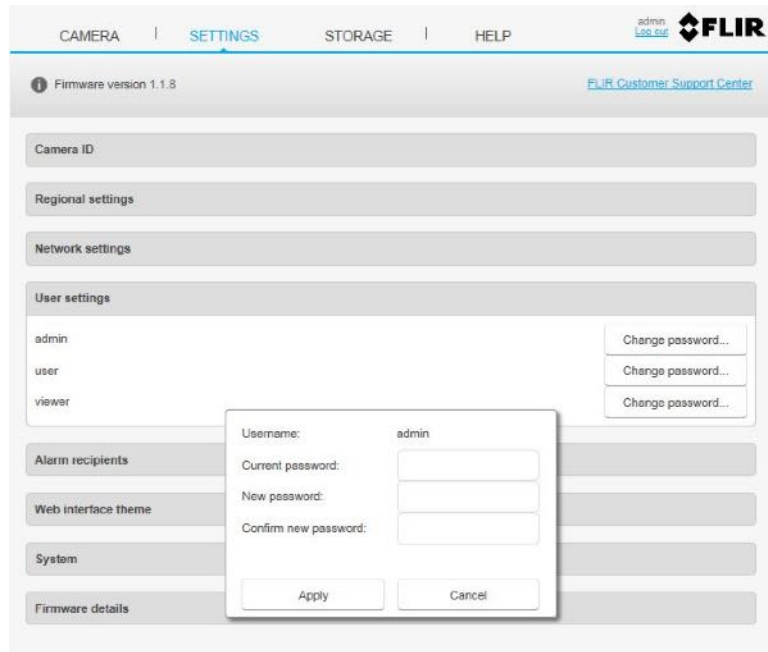 CAMERA | SETTINGS STORAGE | HELP
admin
Log out
FLIR
Firmware version 1.1.8
FLIR Customer Support Center
Camera ID
Regional settings
Network settings
User settings
admin Change password...
user Change password...
viewer Change password...
Username: admin
Current password:
New password:
Confirm new password:
Apply Cancel
Alarm recipients
Web interface theme
System
Firmware details